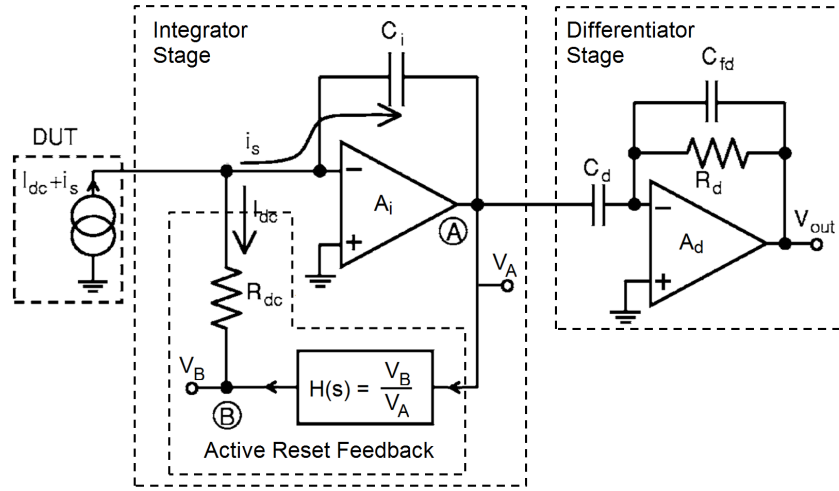 Integrator
Stage
C_i
Differentiator
Stage
C_fd
DUT
i_s
I_dc+i_s
I_dc
−
A_i
+
A
C_d
R_d
−
A_d
+
V_out
V_A
R_dc
V_B
B
H(s) = V_B / V_A
Active Reset Feedback